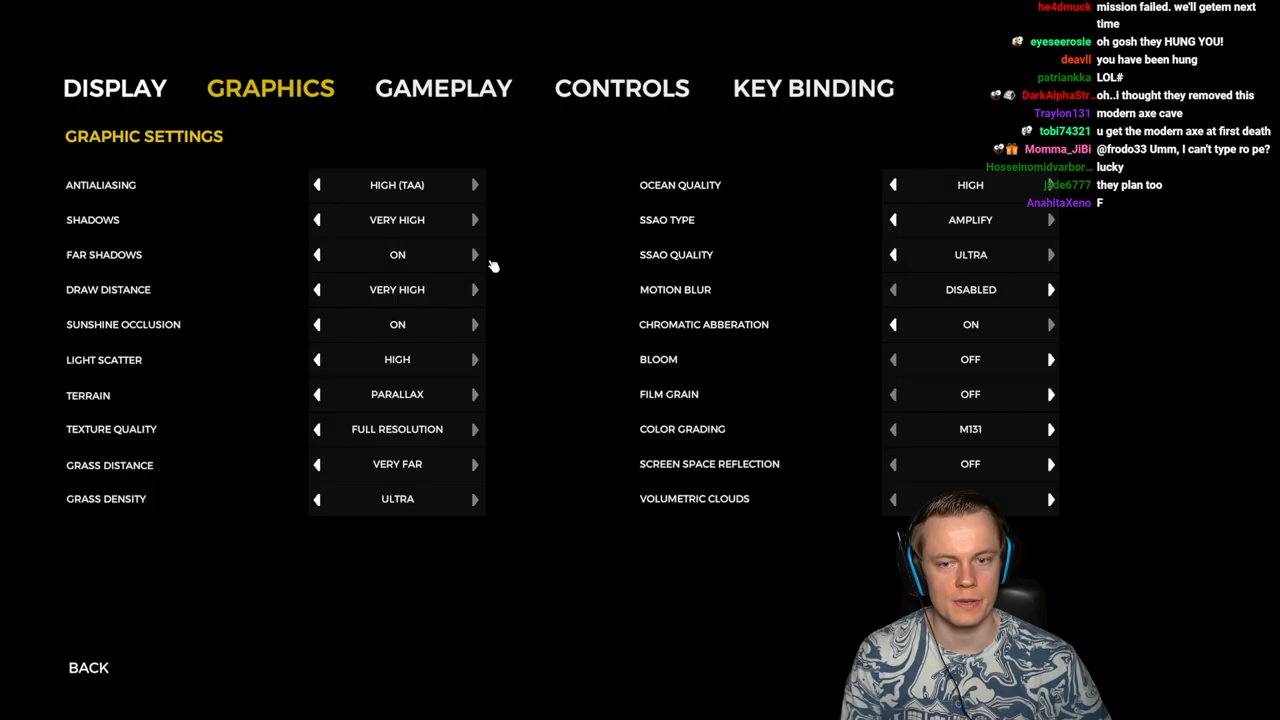 DISPLAY GRAPHICS GAMEPLAY CONTROLS KEY BINDING
GRAPHIC SETTINGS
ANTIALIASING HIGH (TAA)
SHADOWS VERY HIGH
FAR SHADOWS ON
DRAW DISTANCE VERY HIGH
SUNSHINE OCCLUSION ON
LIGHT SCATTER HIGH
TERRAIN PARALLAX
TEXTURE QUALITY FULL RESOLUTION
GRASS DISTANCE VERY FAR
GRASS DENSITY ULTRA
OCEAN QUALITY HIGH
SSAO TYPE AMPLIFY
SSAO QUALITY ULTRA
MOTION BLUR DISABLED
CHROMATIC ABBERATION ON
BLOOM OFF
FILM GRAIN OFF
COLOR GRADING M131
SCREEN SPACE REFLECTION OFF
VOLUMETRIC CLOUDS
BACK
he4dmuck mission failed. we'll getem next
time
eyeseerosie oh gosh they HUNG YOU!
deavll you have been hung
patriankka LOL#
DarkAlphaStr... oh..i thought they removed this
Traylon131 modern axe cave
tobi74321 u get the modern axe at first death
Momma_JiBi @frodo33 Umm, I can't type ro pe?
Hosseinomidvarbor... lucky
jade6777 they plan too
AnahitaXeno F